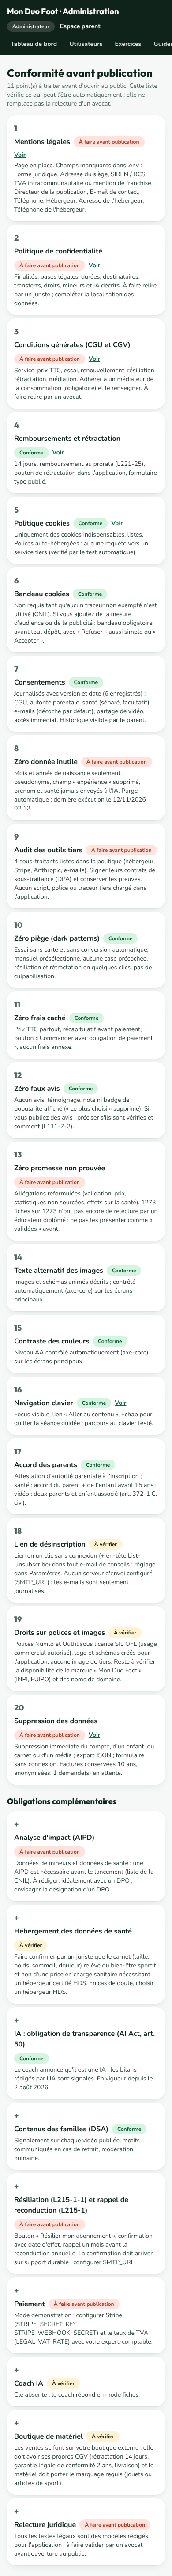 Mon Duo Foot · Administration
Administrateur Espace parent
Tableau de bord Utilisateurs Exercices Guides
Conformité avant publication
11 point(s) à traiter avant d'ouvrir au public. Cette liste
vérifie ce qui peut l'être automatiquement ; elle ne
remplace pas la relecture d'un avocat.
1
Mentions légales À faire avant publication
Voir
Page en place. Champs manquants dans .env :
Forme juridique, Adresse du siège, SIREN / RCS,
TVA intracommunautaire ou mention de franchise,
Directeur de la publication, E-mail de contact,
Téléphone, Hébergeur, Adresse de l'hébergeur,
Téléphone de l'hébergeur.
2
Politique de confidentialité
À faire avant publication Voir
Finalités, bases légales, durées, destinataires,
transferts, droits, mineurs et IA décrits. À faire relire
par un juriste ; compléter la localisation des
données.
3
Conditions générales (CGU et CGV)
À faire avant publication Voir
Service, prix TTC, essai, renouvellement, résiliation,
rétractation, médiation. Adhérer à un médiateur de
la consommation (obligatoire) et le renseigner. À
faire relire par un avocat.
4
Remboursements et rétractation
Conforme Voir
14 jours, remboursement au prorata (L221-25),
bouton de rétractation dans l'application, formulaire
type publié.
5
Politique cookies Conforme Voir
Uniquement des cookies indispensables, listés.
Polices auto-hébergées : aucune requête vers un
service tiers (vérifié par le test automatique).
6
Bandeau cookies Conforme
Non requis tant qu'aucun traceur non exempté n'est
utilisé (CNIL). Si vous ajoutez de la mesure
d'audience ou de la publicité : bandeau obligatoire
avant tout dépôt, avec « Refuser » aussi simple qu'«
Accepter ».
7
Consentements Conforme
Journalisés avec version et date (6 enregistrés) :
CGU, autorité parentale, santé (séparé, facultatif),
e-mails (décoché par défaut), partage de vidéo,
accès immédiat. Historique visible par le parent.
8
Zéro donnée inutile À faire avant publication
Mois et année de naissance seulement,
pseudonyme, champ « expérience » supprimé,
prénom et santé jamais envoyés à l'IA. Purge
automatique : dernière exécution le 12/11/2026
02:12.
9
Audit des outils tiers À faire avant publication
4 sous-traitants listés dans la politique (hébergeur,
Stripe, Anthropic, e-mails). Signer leurs contrats de
sous-traitance (DPA) et conserver les preuves.
Aucun script, police ou traceur tiers chargé dans
l'application.
10
Zéro piège (dark patterns) Conforme
Essai sans carte et sans conversion automatique,
mensuel présélectionné, aucune case précochée,
résiliation et rétractation en quelques clics, pas de
culpabilisation.
11
Zéro frais caché Conforme
Prix TTC partout, récapitulatif avant paiement,
bouton « Commander avec obligation de paiement
», aucun frais annexe.
12
Zéro faux avis Conforme
Aucun avis, témoignage, note ni badge de
popularité affiché (« Le plus choisi » supprimé). Si
vous publiez des avis : préciser s'ils sont vérifiés et
comment (L111-7-2).
13
Zéro promesse non prouvée
À faire avant publication
Allégations reformulées (validation, prix,
statistiques non sourcées, effets sur la santé). 1273
fiches sur 1273 n'ont pas encore de relecture par un
éducateur diplômé : ne pas les présenter comme «
validées » avant.
14
Texte alternatif des images Conforme
Images et schémas animés décrits ; contrôlé
automatiquement (axe-core) sur les écrans
principaux.
15
Contraste des couleurs Conforme
Niveau AA contrôlé automatiquement (axe-core)
sur les écrans principaux.
16
Navigation clavier Conforme Voir
Focus visible, lien « Aller au contenu », Échap pour
quitter la séance guidée ; parcours au clavier testé.
17
Accord des parents Conforme
Attestation d'autorité parentale à l'inscription ;
santé : accord du parent + de l'enfant avant 15 ans ;
vidéo : deux parents et enfant associé (art. 372-1 C.
civ.).
18
Lien de désinscription À vérifier
Lien en un clic sans connexion (+ en-tête List-
Unsubscribe) dans tout e-mail de conseils ; réglage
dans Paramètres. Aucun serveur d'envoi configuré
(SMTP_URL) : les e-mails sont seulement
journalisés.
19
Droits sur polices et images À vérifier
Polices Nunito et Outfit sous licence SIL OFL (usage
commercial autorisé), logo et schémas créés pour
l'application, aucune image de tiers. Reste à vérifier
la disponibilité de la marque « Mon Duo Foot »
(INPI, EUIPO) et des noms de domaine.
20
Suppression des données
À faire avant publication Voir
Suppression immédiate du compte, d'un enfant, du
carnet ou d'un média ; export JSON ; formulaire
sans connexion. Factures conservées 10 ans,
anonymisées. 1 demande(s) en attente.
Obligations complémentaires
+
Analyse d'impact (AIPD)
À faire avant publication
Données de mineurs et données de santé : une
AIPD est nécessaire avant le lancement (liste de la
CNIL). À rédiger, idéalement avec un DPO ;
envisager la désignation d'un DPO.
+
Hébergement des données de santé
À vérifier
Faire confirmer par un juriste que le carnet (taille,
poids, sommeil, douleur) relève du bien-être sportif
et non d'une prise en charge sanitaire nécessitant
un hébergeur certifié HDS. En cas de doute, choisir
un hébergeur HDS.
+
IA : obligation de transparence (AI Act, art.
50)
Conforme
Le coach annonce qu'il est une IA ; les bilans
rédigés par l'IA sont signalés. En vigueur depuis le
2 août 2026.
+
Contenus des familles (DSA) Conforme
Signalement sur chaque vidéo publiée, motifs
communiqués en cas de retrait, modération
humaine.
+
Résiliation (L215-1-1) et rappel de
reconduction (L215-1)
À faire avant publication
Bouton « Résilier mon abonnement », confirmation
avec date d'effet, rappel un mois avant la
reconduction annuelle. La confirmation doit arriver
sur support durable : configurer SMTP_URL.
+
Paiement À faire avant publication
Mode démonstration : configurer Stripe
(STRIPE_SECRET_KEY,
STRIPE_WEBHOOK_SECRET) et le taux de TVA
(LEGAL_VAT_RATE) avec votre expert-comptable.
+
Coach IA À vérifier
Clé absente : le coach répond en mode fiches.
+
Boutique de matériel À vérifier
Les ventes se font sur votre boutique externe : elle
doit avoir ses propres CGV (rétractation 14 jours,
garantie légale de conformité 2 ans, livraison) et le
matériel doit porter le marquage requis (jouets ou
articles de sport).
+
Relecture juridique À faire avant publication
Tous les textes légaux sont des modèles rédigés
pour l'application : à faire valider par un avocat
avant ouverture au public.